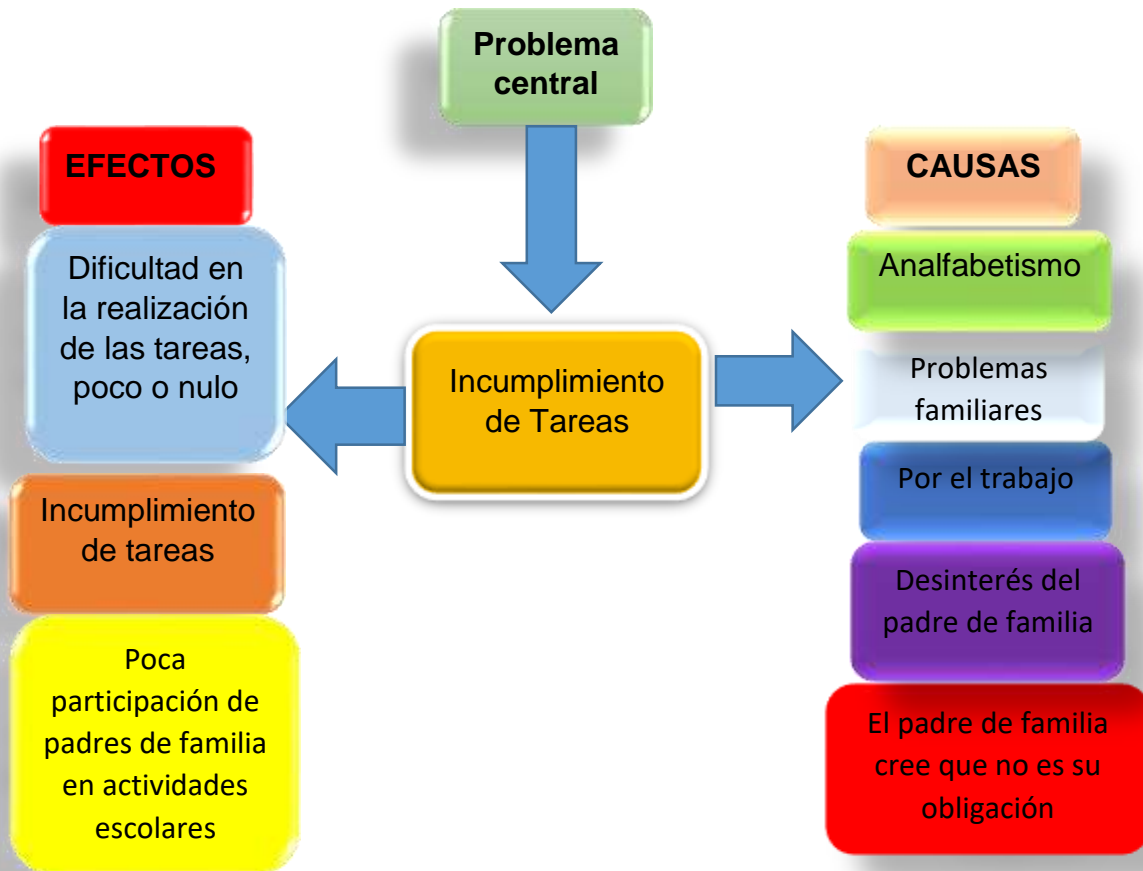 Problema
central
EFECTOS
Dificultad en
la realización
de las tareas,
poco o nulo
Incumplimiento
de tareas
Poca
participación de
padres de familia
en actividades
escolares
Incumplimiento
de Tareas
CAUSAS
Analfabetismo
Problemas
familiares
Por el trabajo
Desinterés del
padre de familia
El padre de familia
cree que no es su
obligación